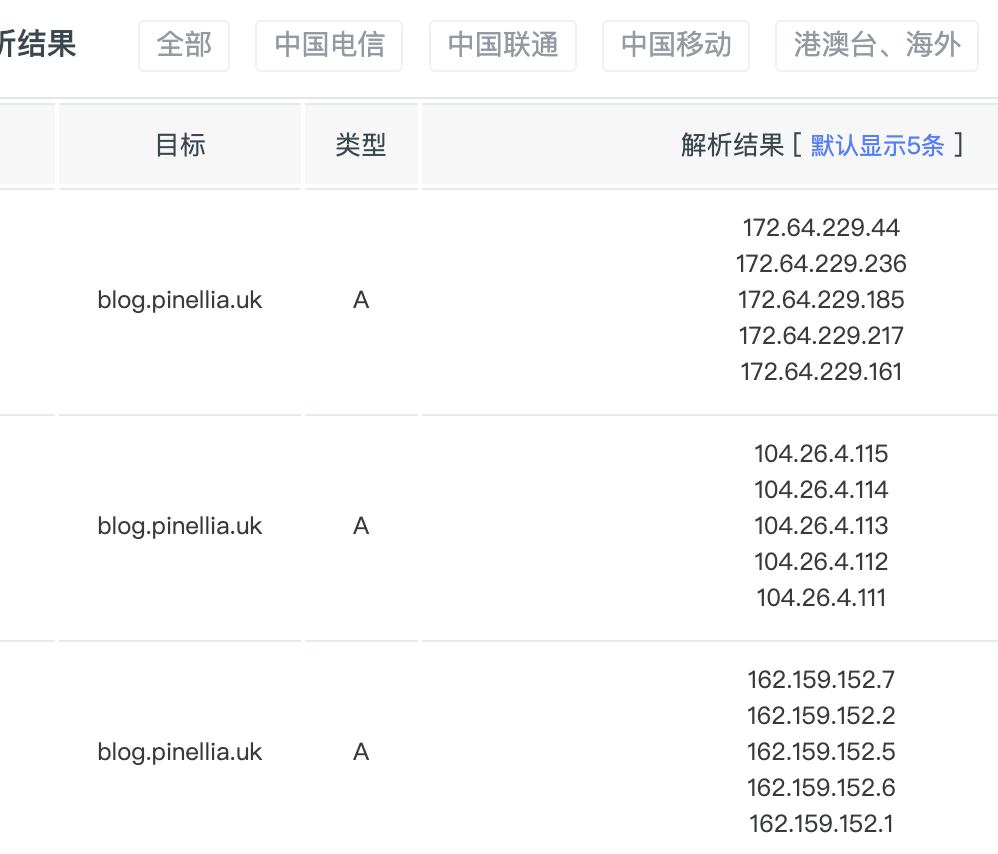 析结果 全部 中国电信 中国联通 中国移动 港澳台、海外
目标 类型 解析结果 [ 默认显示5条 ]
172.64.229.44
172.64.229.236
blog.pinellia.uk A 172.64.229.185
172.64.229.217
172.64.229.161
104.26.4.115
104.26.4.114
blog.pinellia.uk A 104.26.4.113
104.26.4.112
104.26.4.111
162.159.152.7
162.159.152.2
blog.pinellia.uk A 162.159.152.5
162.159.152.6
162.159.152.1